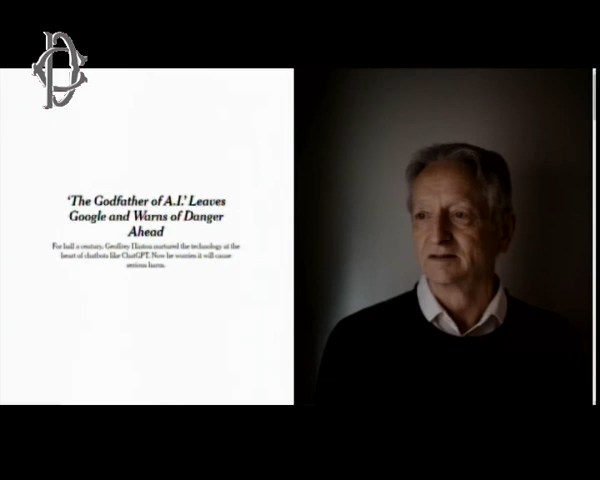 'The Godfather of A.I.' Leaves
Google and Warns of Danger
Ahead
For half a century, Geoffrey Hinton nurtured the technology at the
heart of chatbots like ChatGPT. Now he worries it will cause
serious harm.